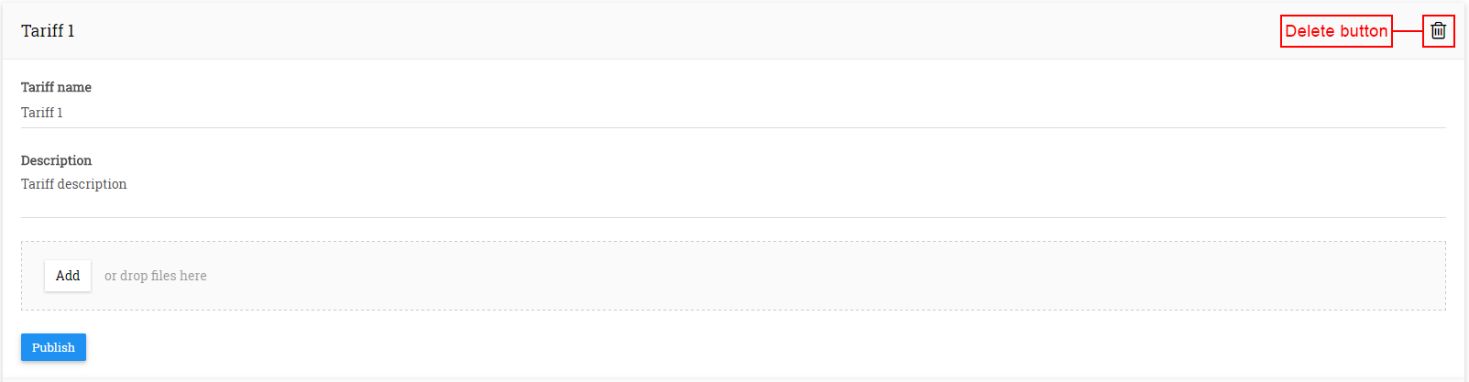 Tariff 1
Delete button
Tariff name
Tariff 1
Description
Tariff description
Add
or drop files here
Publish